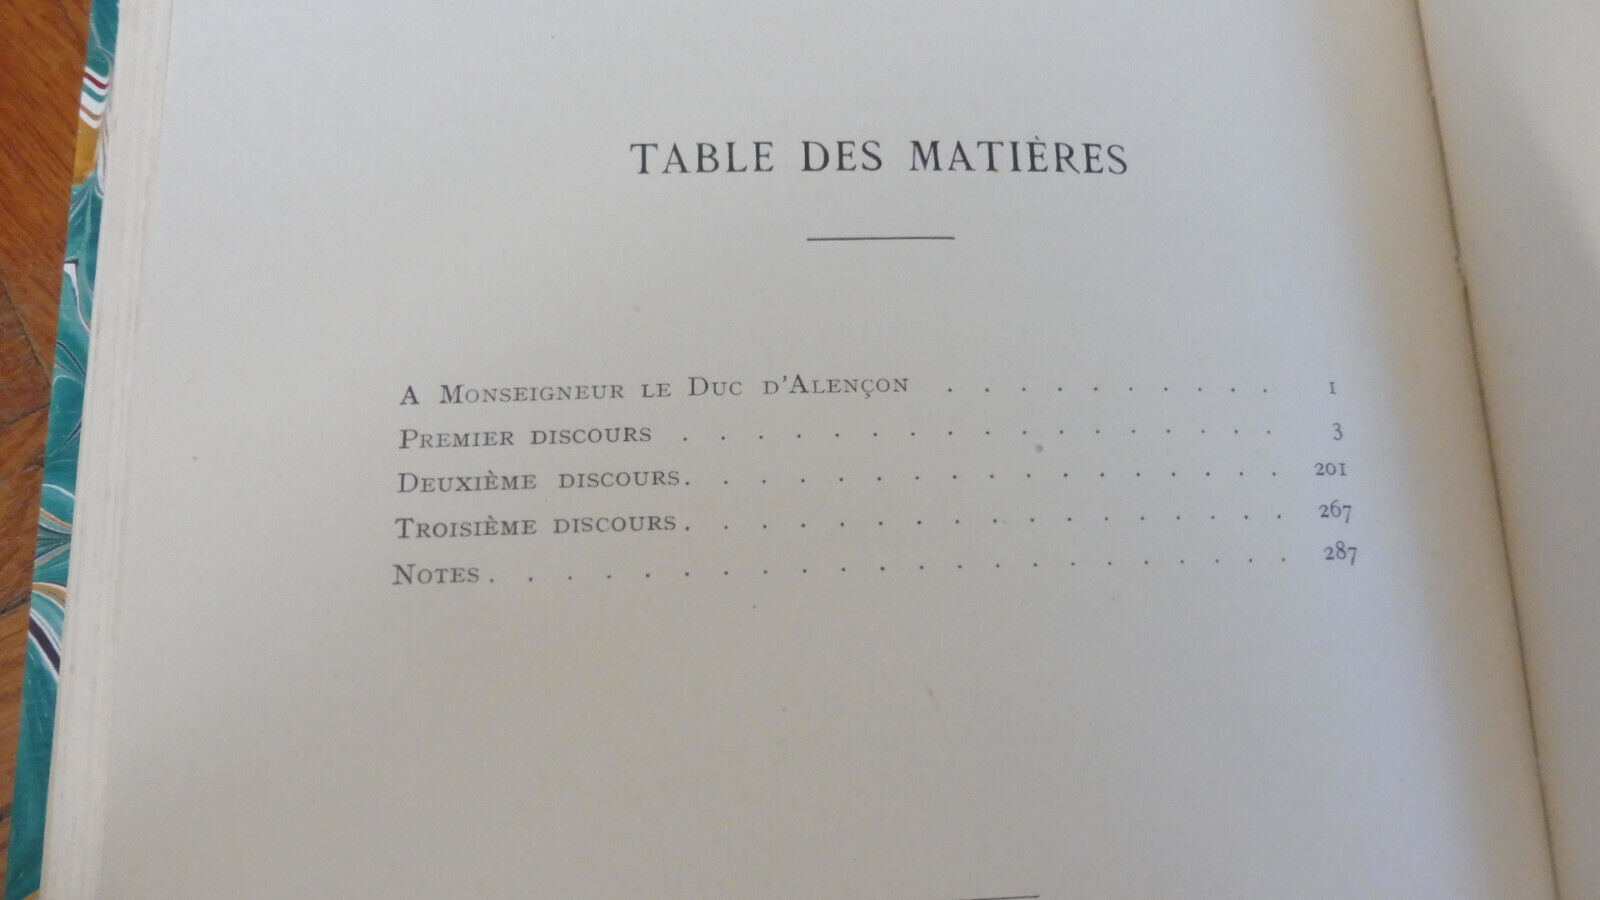 TABLE DES MATIÈRES
A MONSEIGNEUR LE DUC D'ALENÇON . . . . . . . . . . 1
PREMIER DISCOURS . . . . . . . . . . . . . . . . 3
DEUXIÈME DISCOURS. . . . . . . . . . . . . . . . 201
TROISIÈME DISCOURS. . . . . . . . . . . . . . . . 267
NOTES. . . . . . . . . . . . . . . . . . . . . 287